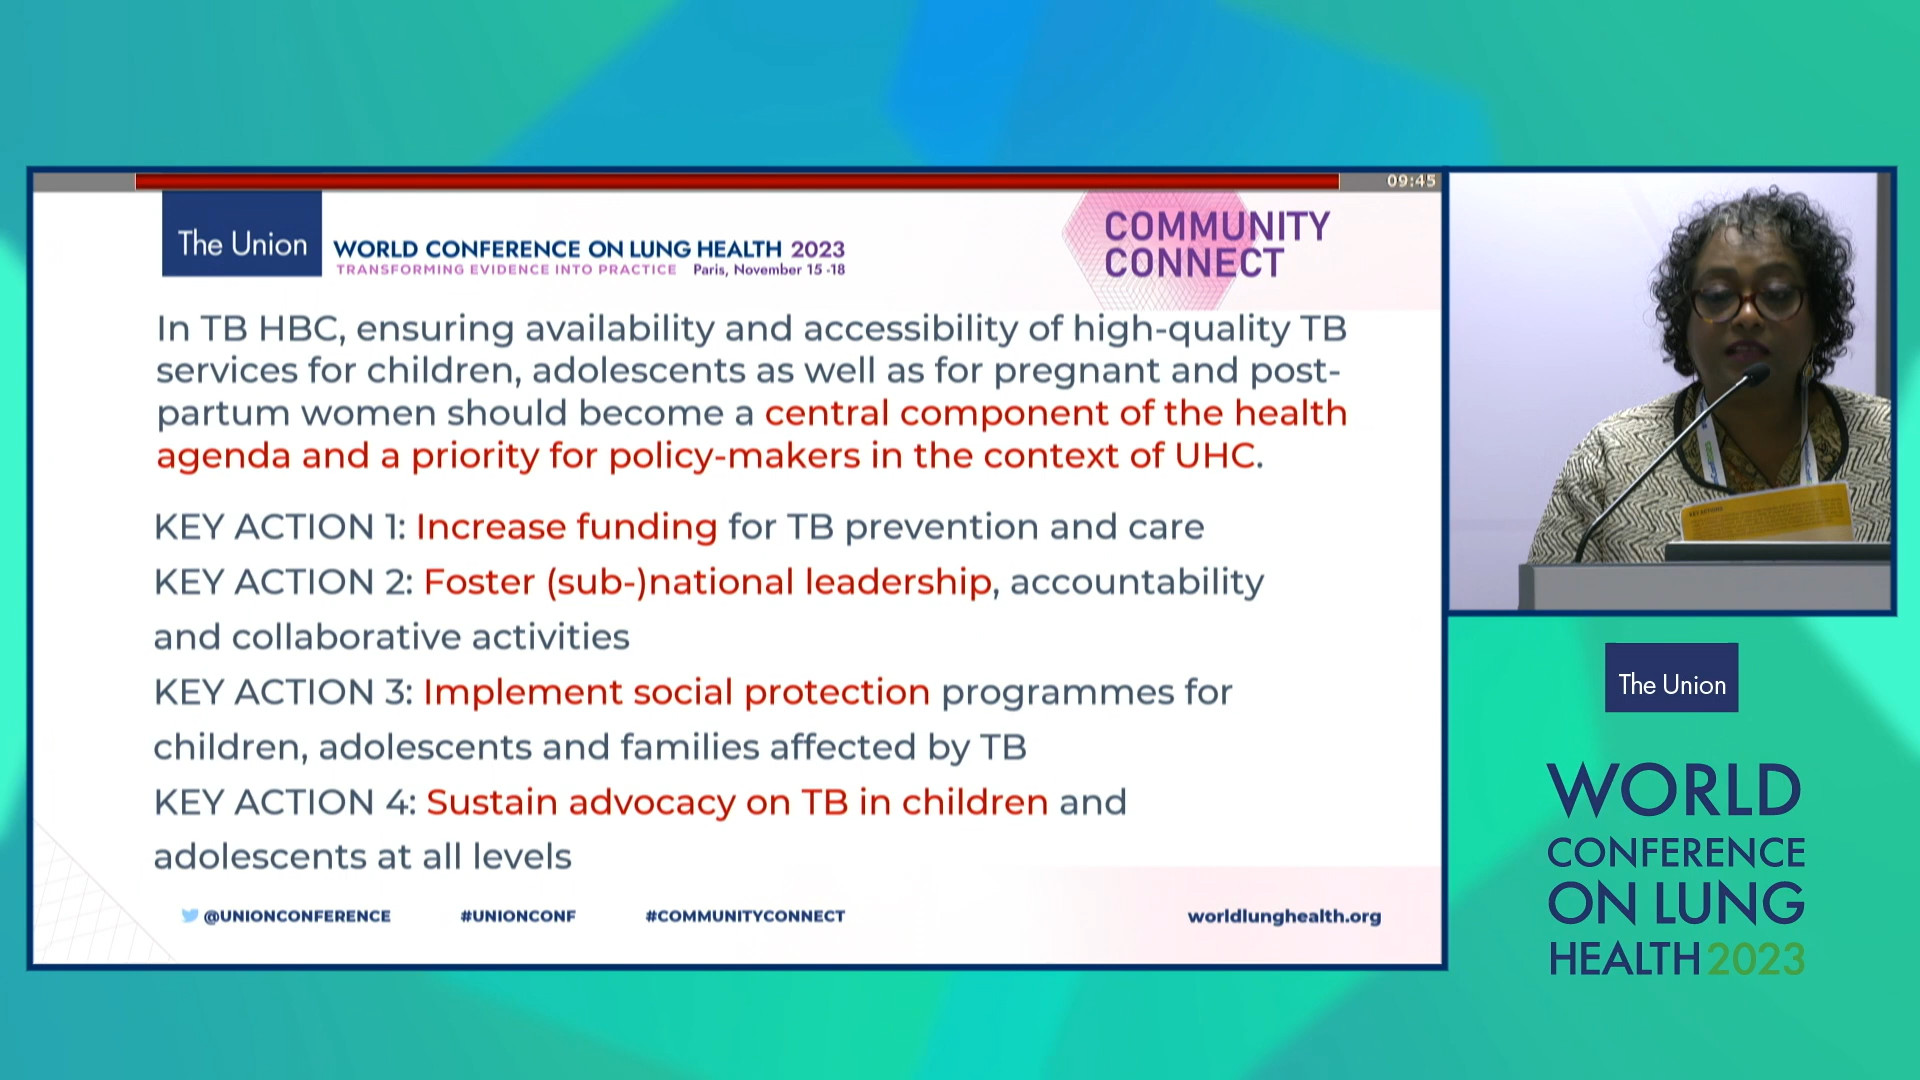 09:45
The Union
WORLD CONFERENCE ON LUNG HEALTH 2023
TRANSFORMING EVIDENCE INTO PRACTICE Paris, November 15 -18
COMMUNITY
CONNECT
In TB HBC, ensuring availability and accessibility of high-quality TB
services for children, adolescents as well as for pregnant and post-
partum women should become a central component of the health
agenda and a priority for policy-makers in the context of UHC.
KEY ACTION 1: Increase funding for TB prevention and care
KEY ACTION 2: Foster (sub-)national leadership, accountability
and collaborative activities
KEY ACTION 3: Implement social protection programmes for
children, adolescents and families affected by TB
KEY ACTION 4: Sustain advocacy on TB in children and
adolescents at all levels
@UNIONCONFERENCE #UNIONCONF #COMMUNITYCONNECT worldlunghealth.org
KEY ACTIONS
The Union
WORLD
CONFERENCE
ON LUNG
HEALTH 2023